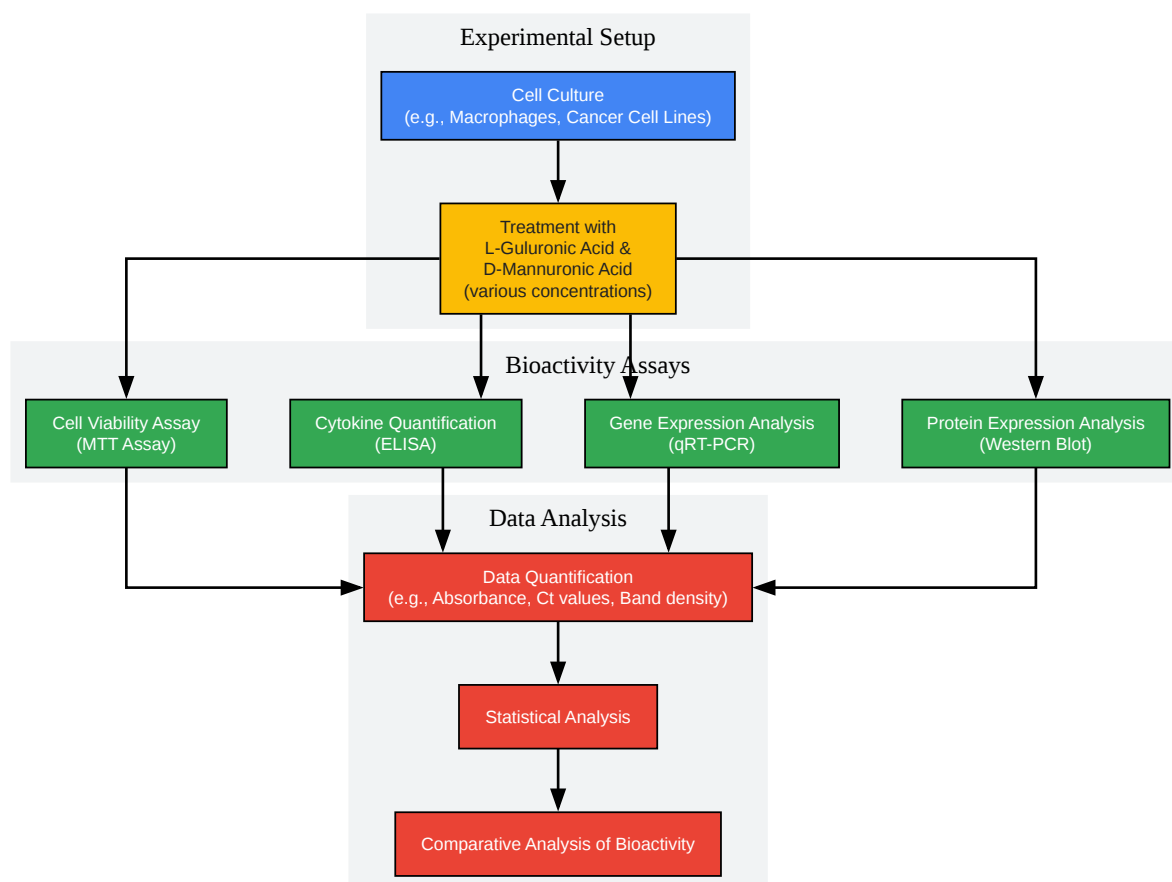 Experimental Setup
Cell Culture
(e.g., Macrophages, Cancer Cell Lines)
Treatment with
L-Guluronic Acid &
D-Mannuronic Acid
(various concentrations)
Bioactivity Assays
Cell Viability Assay
(MTT Assay)
Cytokine Quantification
(ELISA)
Gene Expression Analysis
(qRT-PCR)
Protein Expression Analysis
(Western Blot)
Data Analysis
Data Quantification
(e.g., Absorbance, Ct values, Band density)
Statistical Analysis
Comparative Analysis of Bioactivity